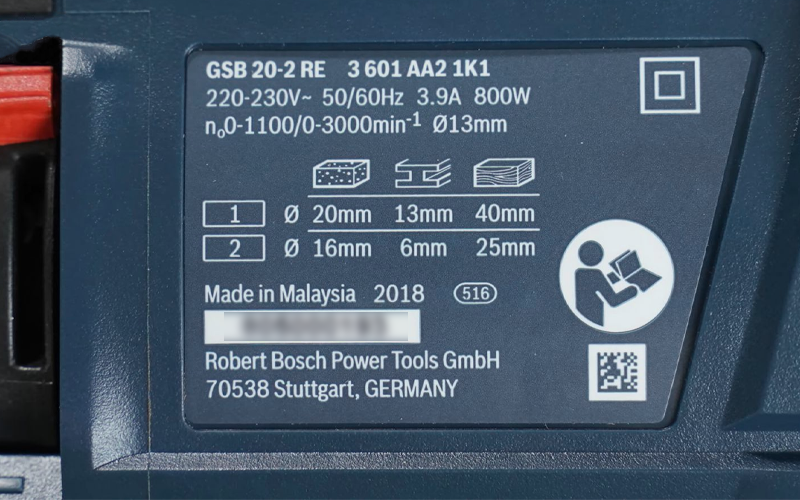 GSB 20-2 RE 3 601 AA2 1K1
220-230V~ 50/60Hz 3.9A 800W
n₀0-1100/0-3000min⁻¹ Ø13mm
1 Ø 20mm 13mm 40mm
2 Ø 16mm 6mm 25mm
Made in Malaysia 2018 516
Robert Bosch Power Tools GmbH
70538 Stuttgart, GERMANY